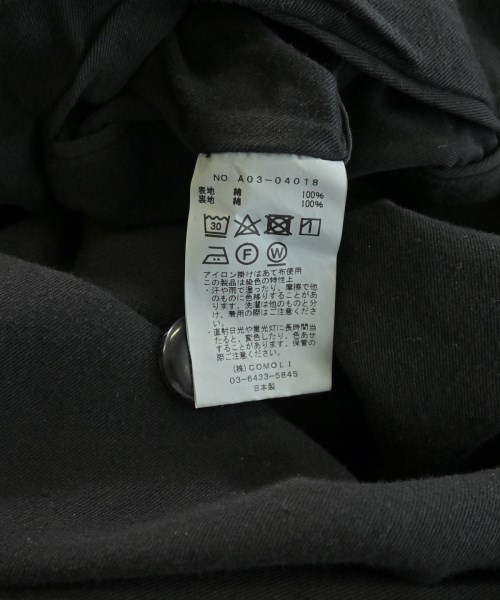 NO A03-04018
表地 綿 100%
裏地 綿 100%
30
F W
アイロン掛けはあて布使用
この製品は染色の特性上
・汗や雨で湿ったり、摩擦で他
のものに色移りすることがあ
ります。洗濯は他のものと分
け、着用の際はご注意くださ
い。
・直射日光や蛍光灯に長時間当
たると、変色したり、色あせ
することがあります。保管の
際ご注意ください。
(株)COMOLI
03-6433-5845
日本製